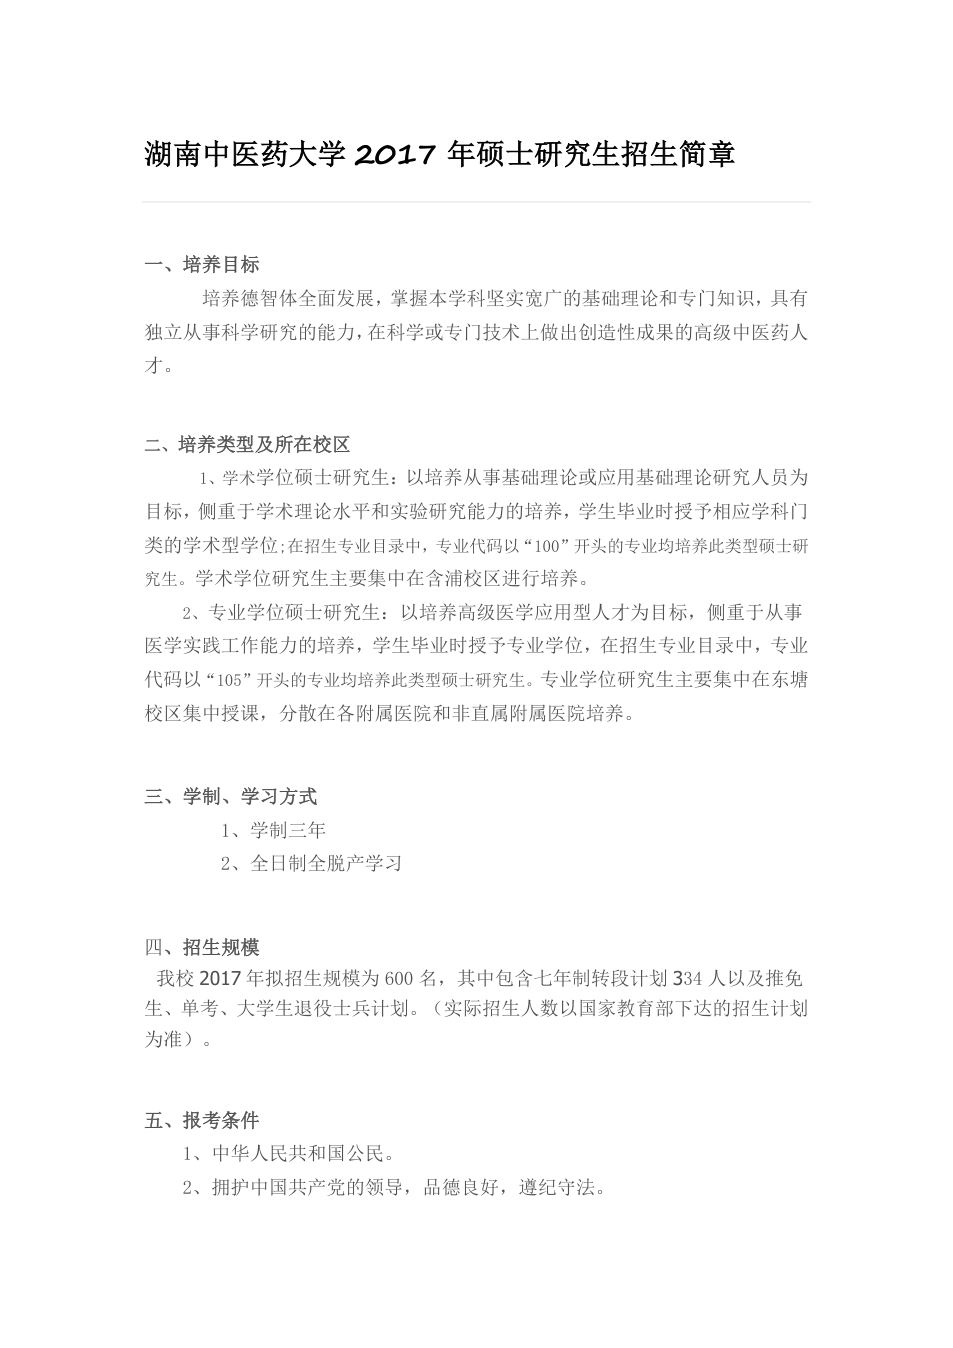 湖南中医药大学 2017 年硕士研究生招生简章
一、培养目标
培养德智体全面发展，掌握本学科坚实宽广的基础理论和专门知识，具有
独立从事科学研究的能力，在科学或专门技术上做出创造性成果的高级中医药人
才。
二、培养类型及所在校区
1、学术学位硕士研究生：以培养从事基础理论或应用基础理论研究人员为
目标，侧重于学术理论水平和实验研究能力的培养，学生毕业时授予相应学科门
类的学术型学位;在招生专业目录中，专业代码以“100”开头的专业均培养此类型硕士研
究生。学术学位研究生主要集中在含浦校区进行培养。
2、专业学位硕士研究生：以培养高级医学应用型人才为目标，侧重于从事
医学实践工作能力的培养，学生毕业时授予专业学位，在招生专业目录中，专业
代码以“105”开头的专业均培养此类型硕士研究生。专业学位研究生主要集中在东塘
校区集中授课，分散在各附属医院和非直属附属医院培养。
三、学制、学习方式
1、学制三年
2、全日制全脱产学习
四、招生规模
我校 2017 年拟招生规模为 600 名，其中包含七年制转段计划 334 人以及推免
生、单考、大学生退役士兵计划。（实际招生人数以国家教育部下达的招生计划
为准）。
五、报考条件
1、中华人民共和国公民。
2、拥护中国共产党的领导，品德良好，遵纪守法。